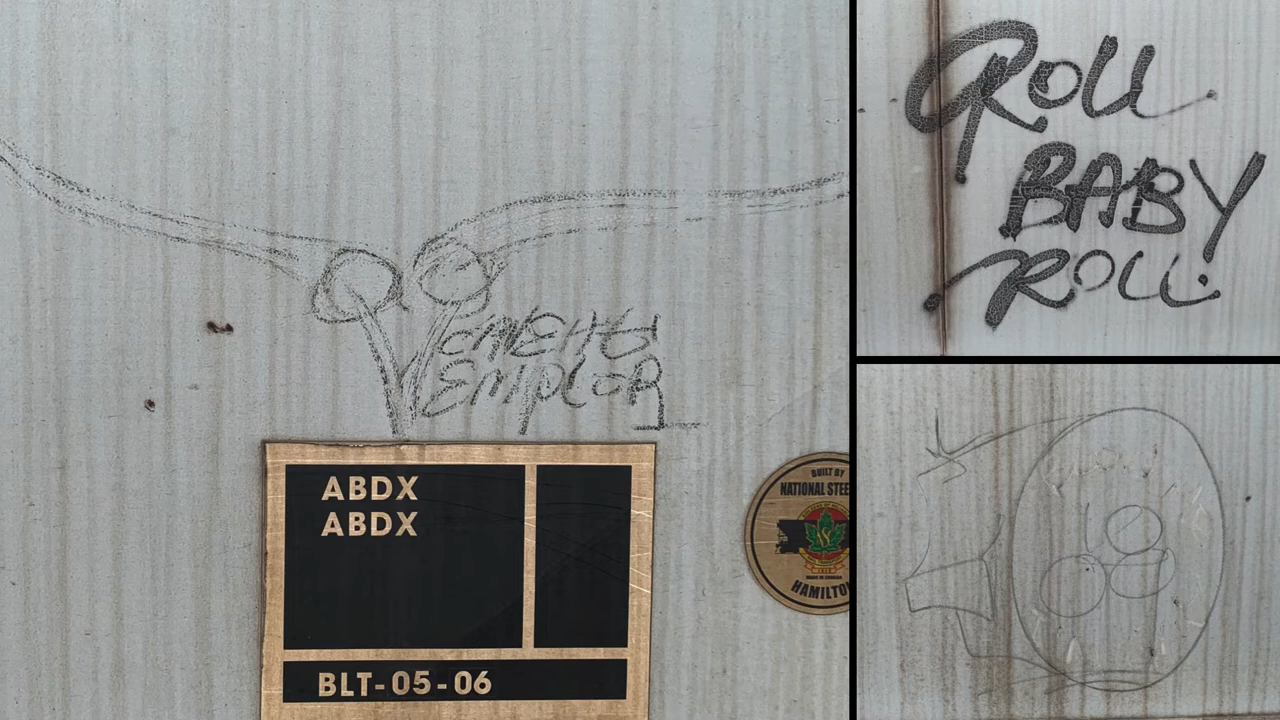 ABDX
ABDX
BLT-05-06
BUILT BY
NATIONAL STEE
HAMILTO
ROLL
BABY
ROLL